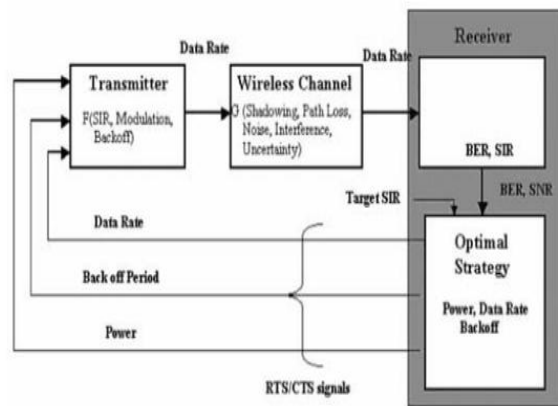 Data Rate
Data Rate
Receiver
Transmitter
F(SIR, Modulation,
Backoff)
Wireless Channel
G (Shadowing, Path Loss,
Noise, Interference,
Uncertainty)
BER, SIR
BER, SNR
Target SIR
Optimal
Strategy
Power, Data Rate
Backoff
Data Rate
Back off Period
Power
RTS/CTS signals